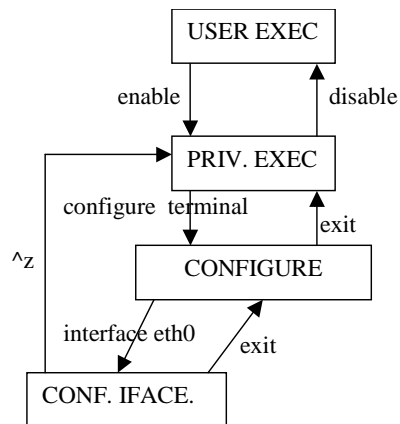 USER EXEC
enable
disable
PRIV. EXEC
configure terminal
exit
^z
CONFIGURE
interface eth0
exit
CONF. IFACE.